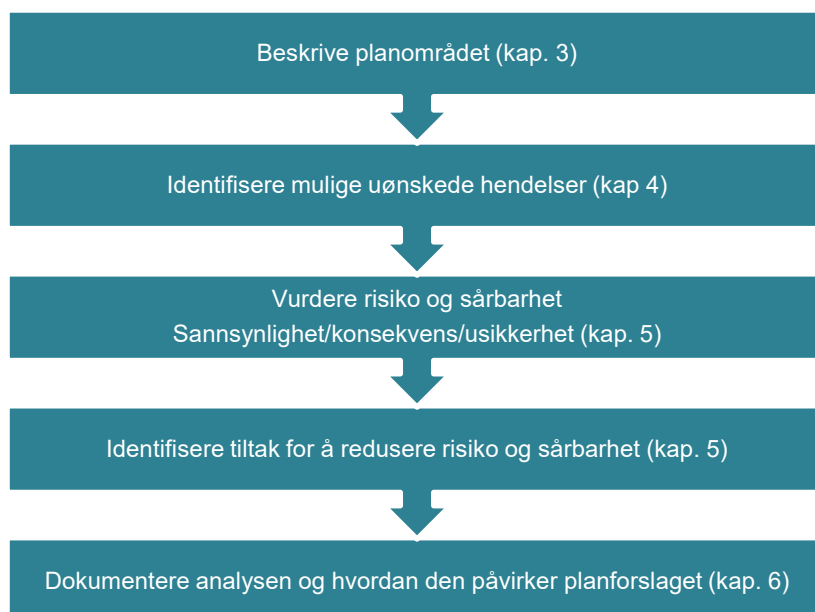 Beskrive planområdet (kap. 3)
Identifisere mulige uønskede hendelser (kap 4)
Vurdere risiko og sårbarhet
Sannsynlighet/konsekvens/usikkerhet (kap. 5)
Identifisere tiltak for å redusere risiko og sårbarhet (kap. 5)
Dokumentere analysen og hvordan den påvirker planforslaget (kap. 6)